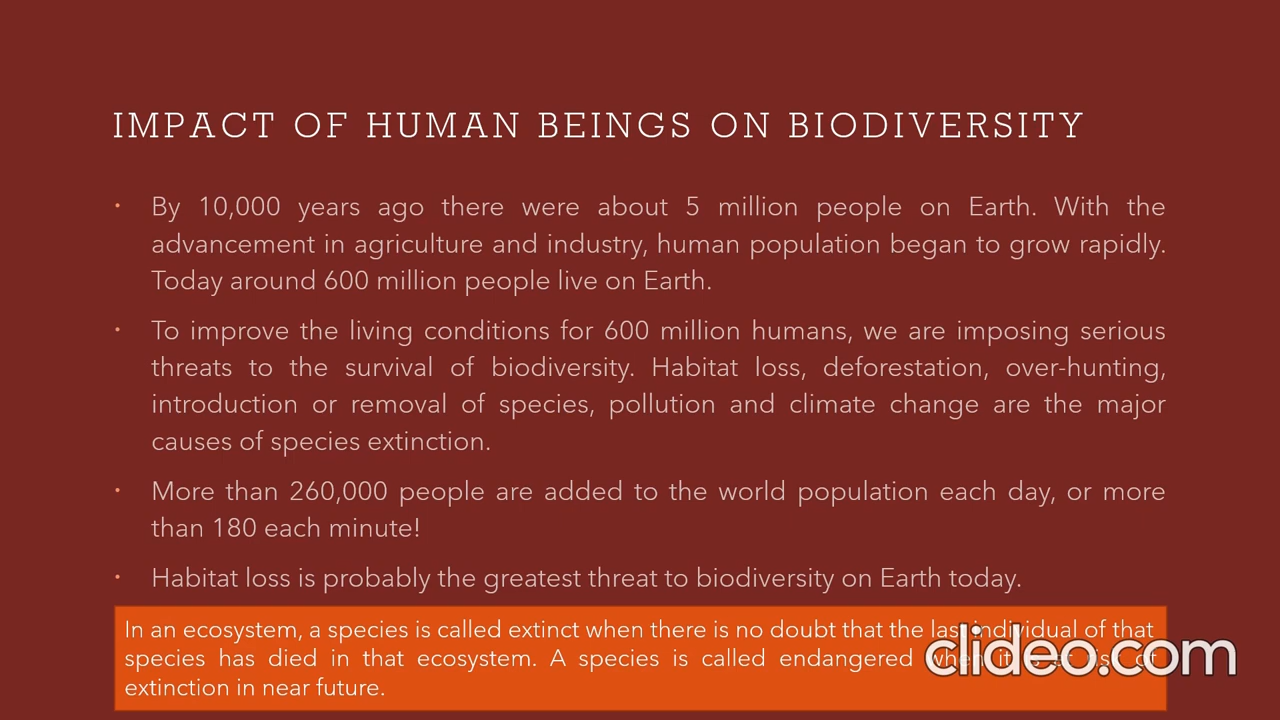 IMPACT OF HUMAN BEINGS ON BIODIVERSITY
• By 10,000 years ago there were about 5 million people on Earth. With the
advancement in agriculture and industry, human population began to grow rapidly.
Today around 600 million people live on Earth.
• To improve the living conditions for 600 million humans, we are imposing serious
threats to the survival of biodiversity. Habitat loss, deforestation, over-hunting,
introduction or removal of species, pollution and climate change are the major
causes of species extinction.
• More than 260,000 people are added to the world population each day, or more
than 180 each minute!
• Habitat loss is probably the greatest threat to biodiversity on Earth today.
In an ecosystem, a species is called extinct when there is no doubt that the last individual of that
species has died in that ecosystem. A species is called endangered when it is at risk of
extinction in near future.
clideo.com